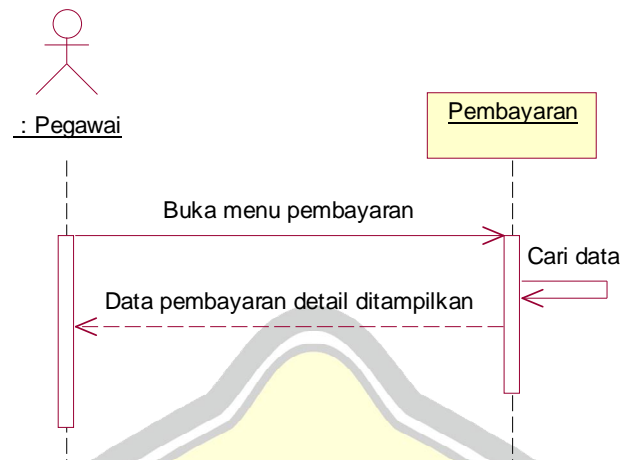 : Pegawai
Pembayaran
Buka menu pembayaran
Cari data
Data pembayaran detail ditampilkan